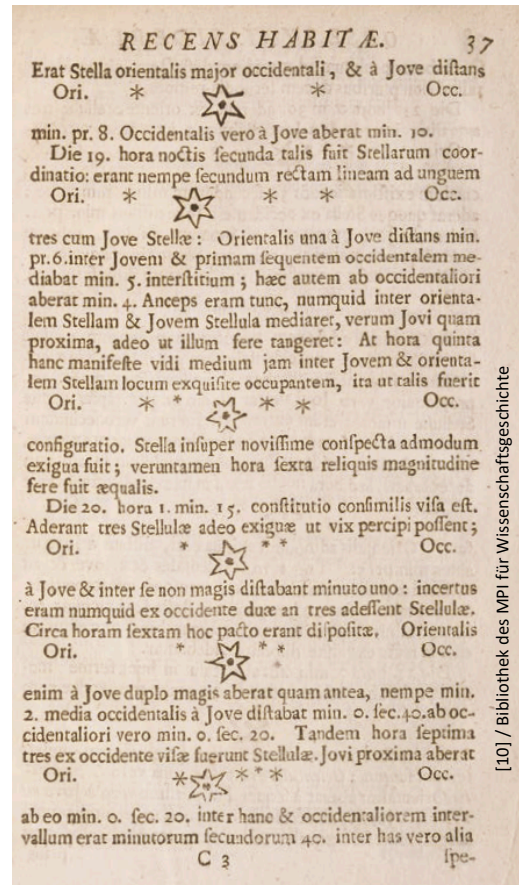 RECENS HABITÆ. 37
Erat Stella orientalis major occidentali, & à Jove diſtans
Ori. * * Occ.
min. pr. 8. Occidentalis vero à Jove aberat min. 10.
Die 19. hora noctis ſecunda talis fuit Stellarum coor-
dinatio: erant nempe ſecundum rectam lineam ad unguem
Ori. * * * Occ.
tres cum Jove Stellæ: Orientalis una à Jove diſtans min.
pr. 6. inter Jovem & primam ſequentem occidentalem me-
diabat min. 5. interſtitium; hæc autem ab occidentaliori
aberat min. 4. Anceps eram tunc, numquid inter orienta-
lem Stellam & Jovem Stellula mediaret, verum Jovi quam
proxima, adeo ut illum fere tangeret: At hora quinta
hanc manifeſte vidi medium jam inter Jovem & orienta-
lem Stellam locum exquiſite occupantem, ita ut talis fuerit
Ori. * * * * Occ.
configuratio. Stella inſuper noviſſime conſpecta admodum
exigua fuit; veruntamen hora ſexta reliquis magnitudine
fere fuit æqualis.
Die 20. hora 1. min. 15. conſtitutio conſimilis viſa eſt.
Aderant tres Stellulæ adeo exiguæ ut vix percipi poſſent;
Ori. * * * Occ.
à Jove & inter ſe non magis diſtabant minuto uno: incertus
eram numquid ex occidente duæ an tres adeſſent Stellulæ.
Circa horam ſextam hoc pacto erant diſpoſitæ. Orientalis
Ori. * * * Occ.
enim à Jove duplo magis aberat quam antea, nempe min.
2. media occidentalis à Jove diſtabat min. 0. ſec. 40. ab oc-
cidentaliori vero min. 0. ſec. 20. Tandem hora ſeptima
tres ex occidente viſæ fuerunt Stellulæ. Jovi proxima aberat
Ori. * * * * Occ.
ab eo min. 0. ſec. 20. inter hanc & occidentaliorem inter-
vallum erat minutorum ſecundorum 40. inter has vero alia
C 3 ſpe-
[10] / Bibliothek des MPI für Wissenschaftsgeschichte